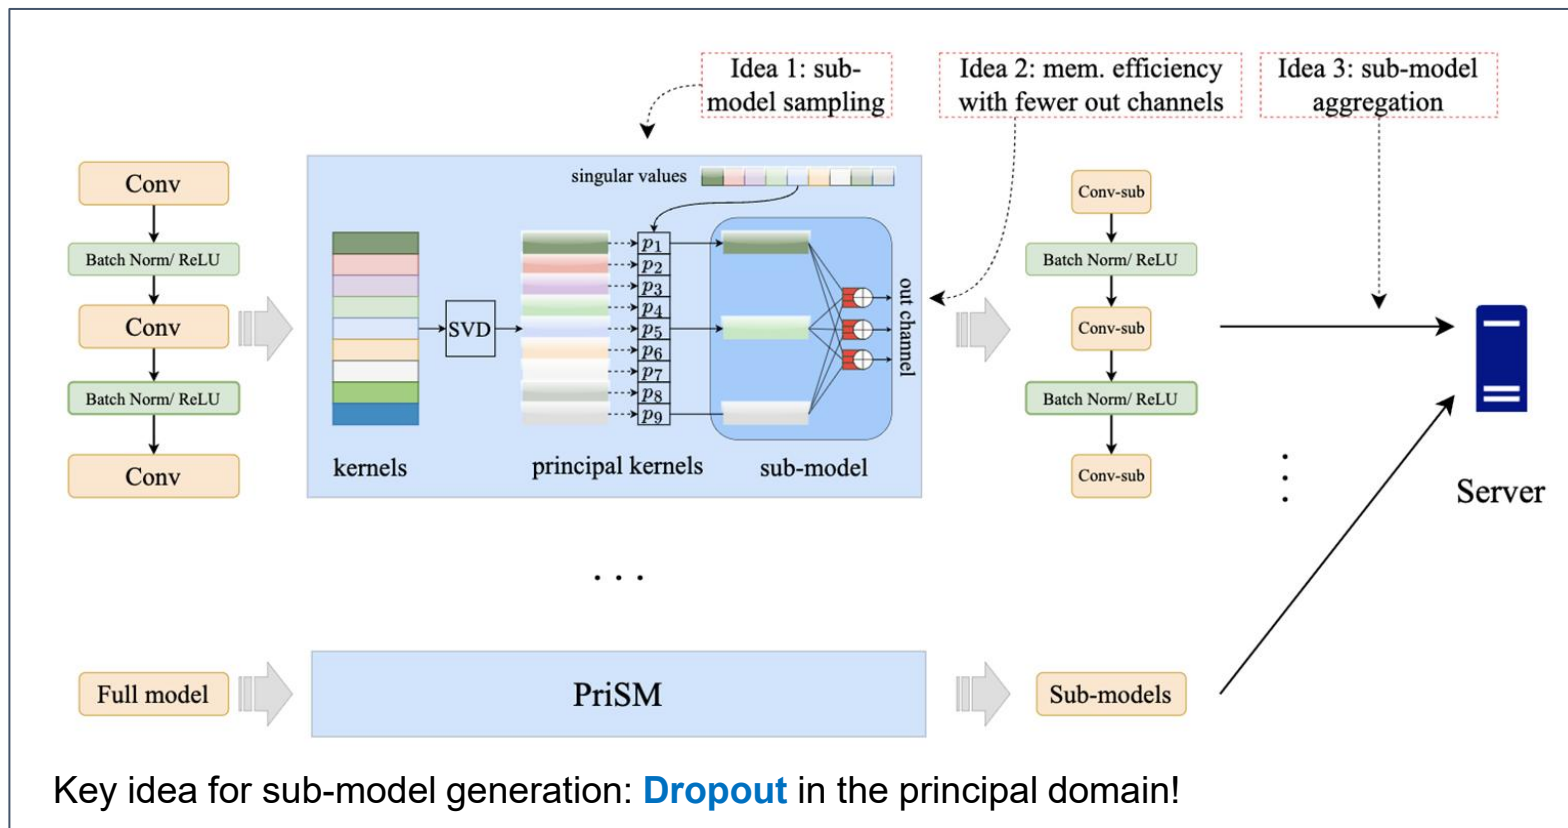 Idea 1: sub-
model sampling
Idea 2: mem. efficiency
with fewer out channels
Idea 3: sub-model
aggregation
Conv
Batch Norm/ ReLU
Conv
Batch Norm/ ReLU
Conv
singular values
kernels
SVD
principal kernels
p1
p2
p3
p4
p5
p6
p7
p8
p9
sub-model
out channel
Conv-sub
Batch Norm/ ReLU
Conv-sub
Batch Norm/ ReLU
Conv-sub
Server
. . .
Full model
PriSM
Sub-models
Key idea for sub-model generation: Dropout in the principal domain!